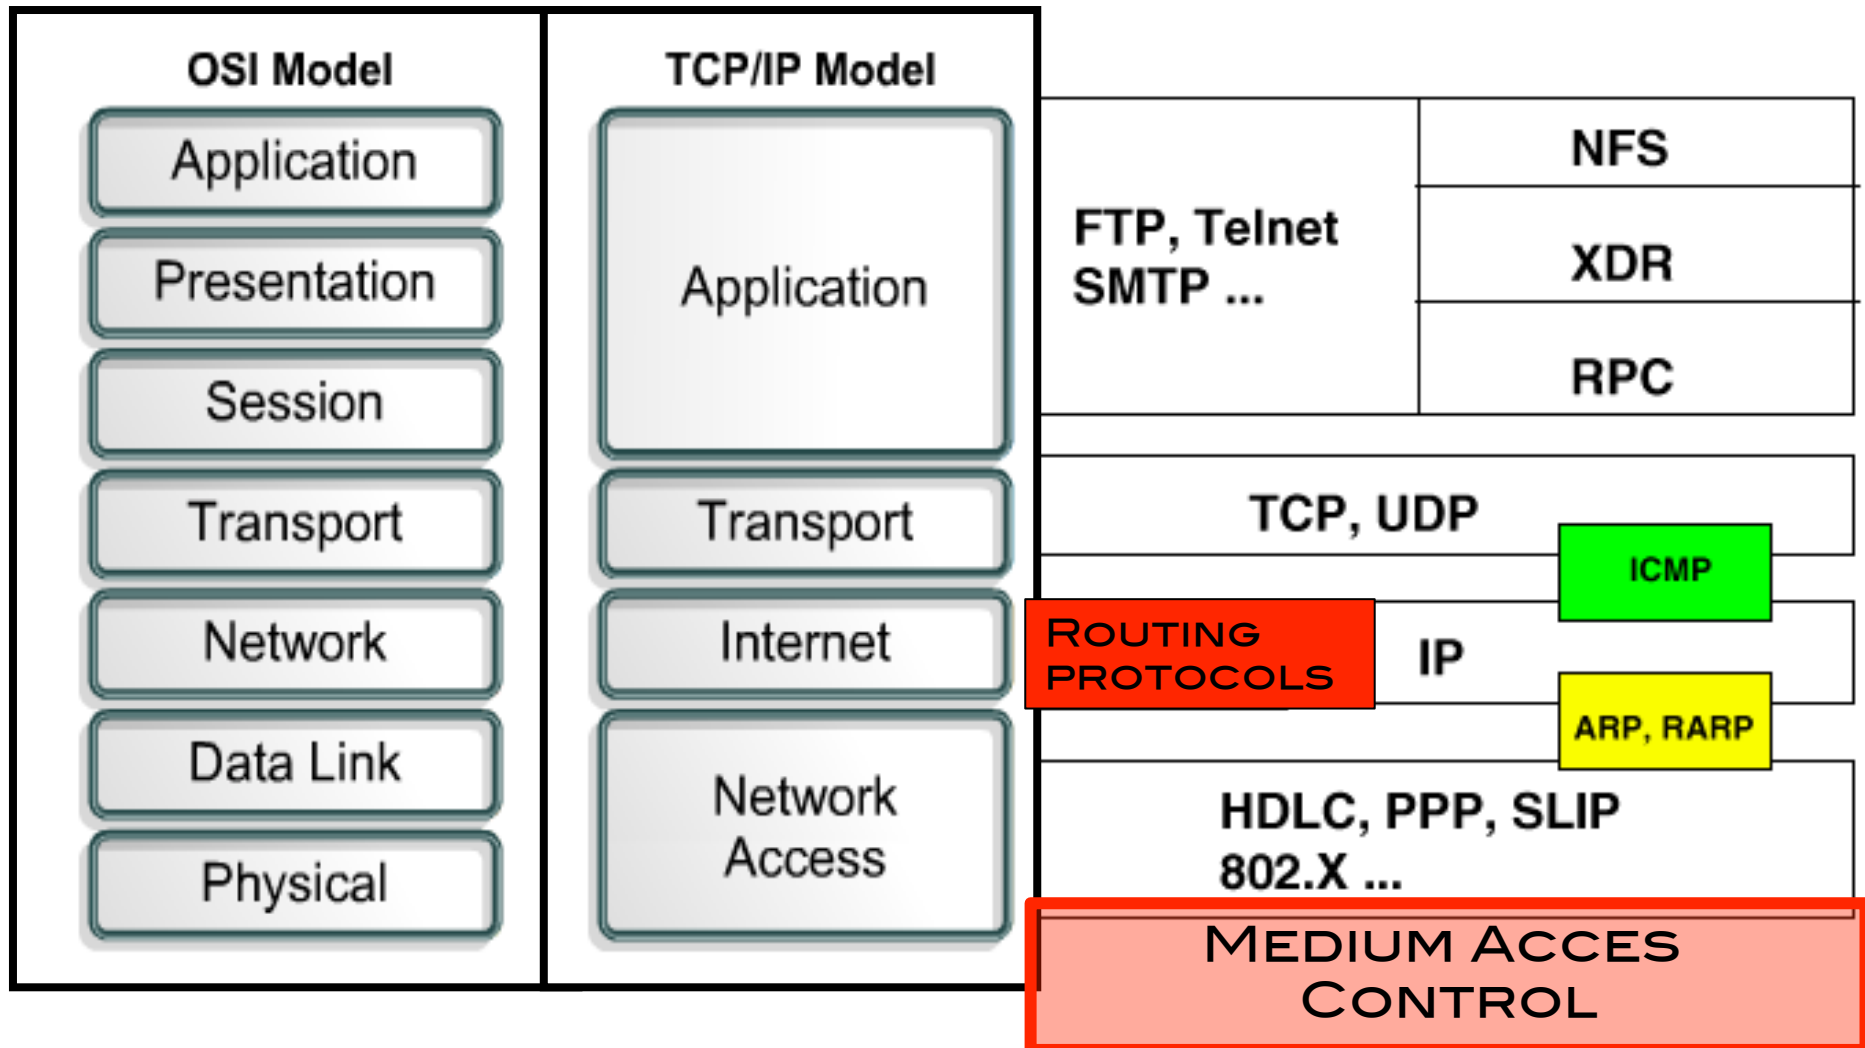 OSI Model
Application
Presentation
Session
Transport
Network
Data Link
Physical
TCP/IP Model
Application
Transport
Internet
Network
Access
FTP, Telnet
SMTP ...
NFS
XDR
RPC
TCP, UDP
ICMP
ROUTING
PROTOCOLS
IP
ARP, RARP
HDLC, PPP, SLIP
802.X ...
MEDIUM ACCES
CONTROL